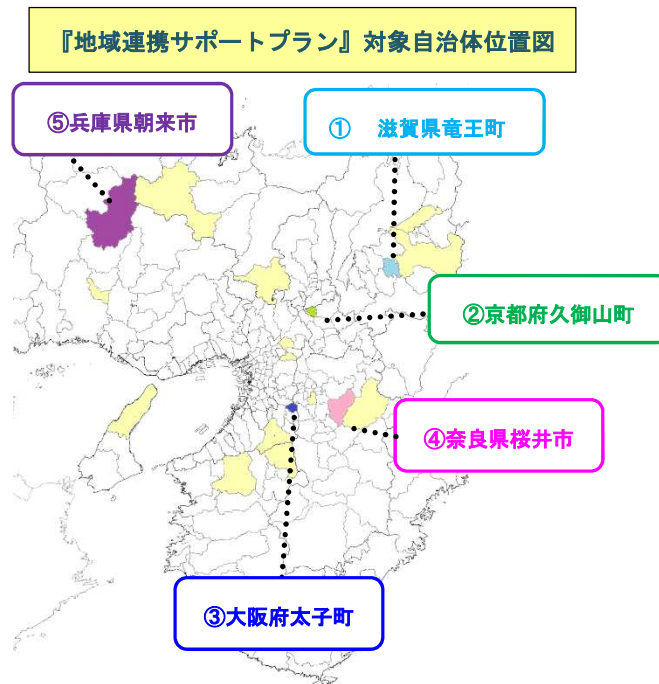 『地域連携サポートプラン』対象自治体位置図
⑤兵庫県朝来市
① 滋賀県竜王町
②京都府久御山町
④奈良県桜井市
③大阪府太子町